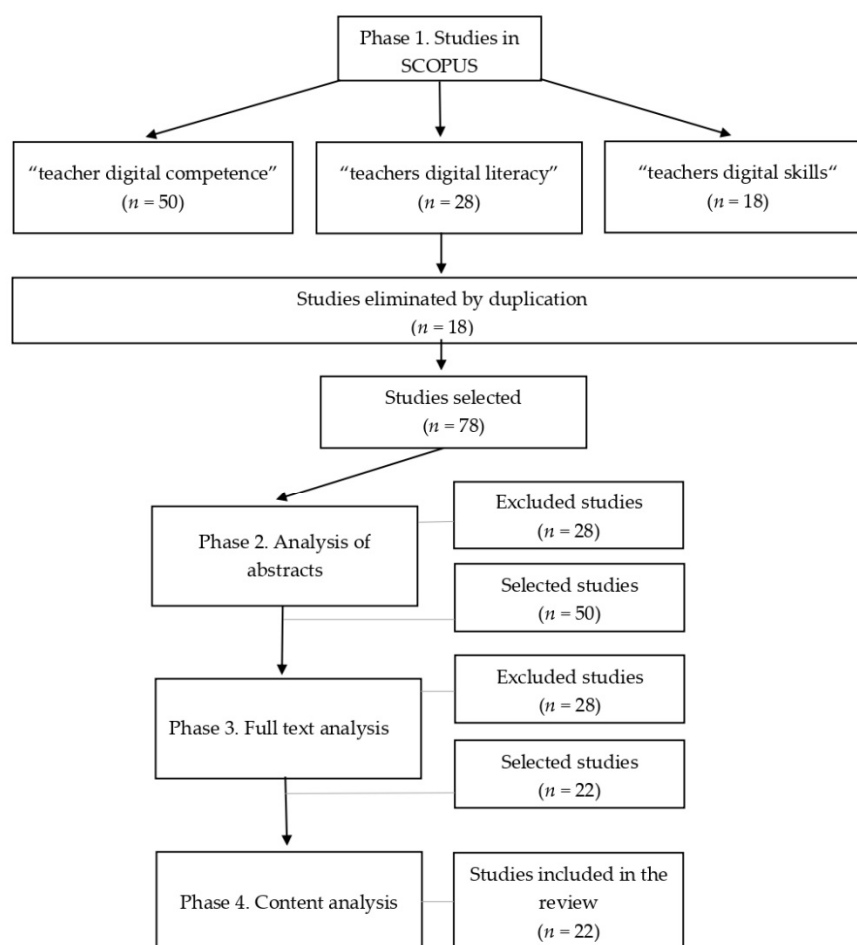 Phase 1. Studies in
SCOPUS
“teacher digital competence”
(n = 50)
“teachers digital literacy”
(n = 28)
“teachers digital skills“
(n = 18)
Studies eliminated by duplication
(n = 18)
Studies selected
(n = 78)
Phase 2. Analysis of
abstracts
Excluded studies
(n = 28)
Selected studies
(n = 50)
Phase 3. Full text analysis
Excluded studies
(n = 28)
Selected studies
(n = 22)
Phase 4. Content analysis
Studies included in the
review
(n = 22)